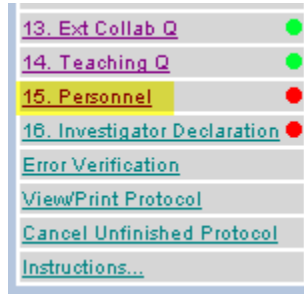 13. Ext Collab Q
14. Teaching Q
15. Personnel
16. Investigator Declaration
Error Verification
View/Print Protocol
Cancel Unfinished Protocol
Instructions...